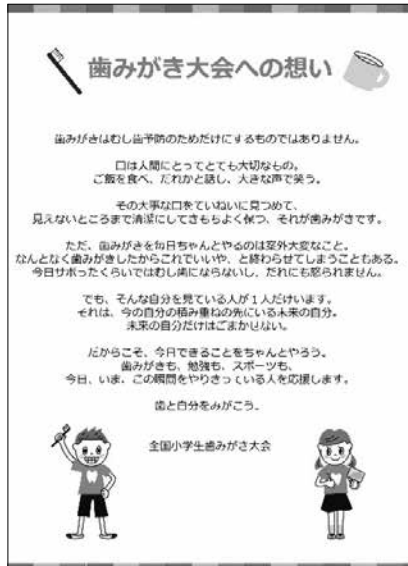 歯みがき大会への想い
歯みがきはむし歯予防のためだけにするものではありません。
口は人間にとってとても大切なもの。
ご飯を食べ、だれかと話し、大きな声で笑う。
その大事な口をていねいに見つめて、
見えないところまで清潔にしてきもちよく保つ、それが歯みがきです。
ただ、歯みがきを毎日ちゃんとやるのは案外大変なこと。
なんとなく歯みがきしたからこれでいいや、と終わらせてしまうこともある。
今日サボったくらいではむし歯にならないし、だれにも怒られません。
でも、そんな自分を見ている人が1人だけいます。
それは、今の自分の積み重ねの先にいる未来の自分。
未来の自分だけはごまかせない。
だからこそ、今日できることをちゃんとやろう。
歯みがきも、勉強も、スポーツも、
今日、いま、この瞬間をやりきっている人を応援します。
歯と自分をみがこう。
全国小学生歯みがき大会